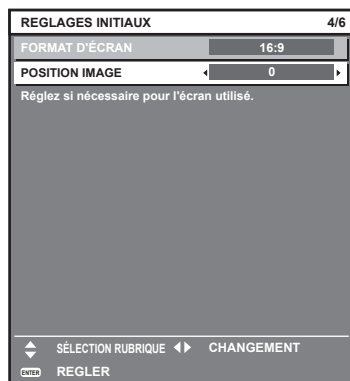 REGLAGES INITIAUX 4/6
FORMAT D'ÉCRAN 16:9
POSITION IMAGE 0
Réglez si nécessaire pour l'écran utilisé.
SÉLECTION RUBRIQUE CHANGEMENT
ENTER REGLER